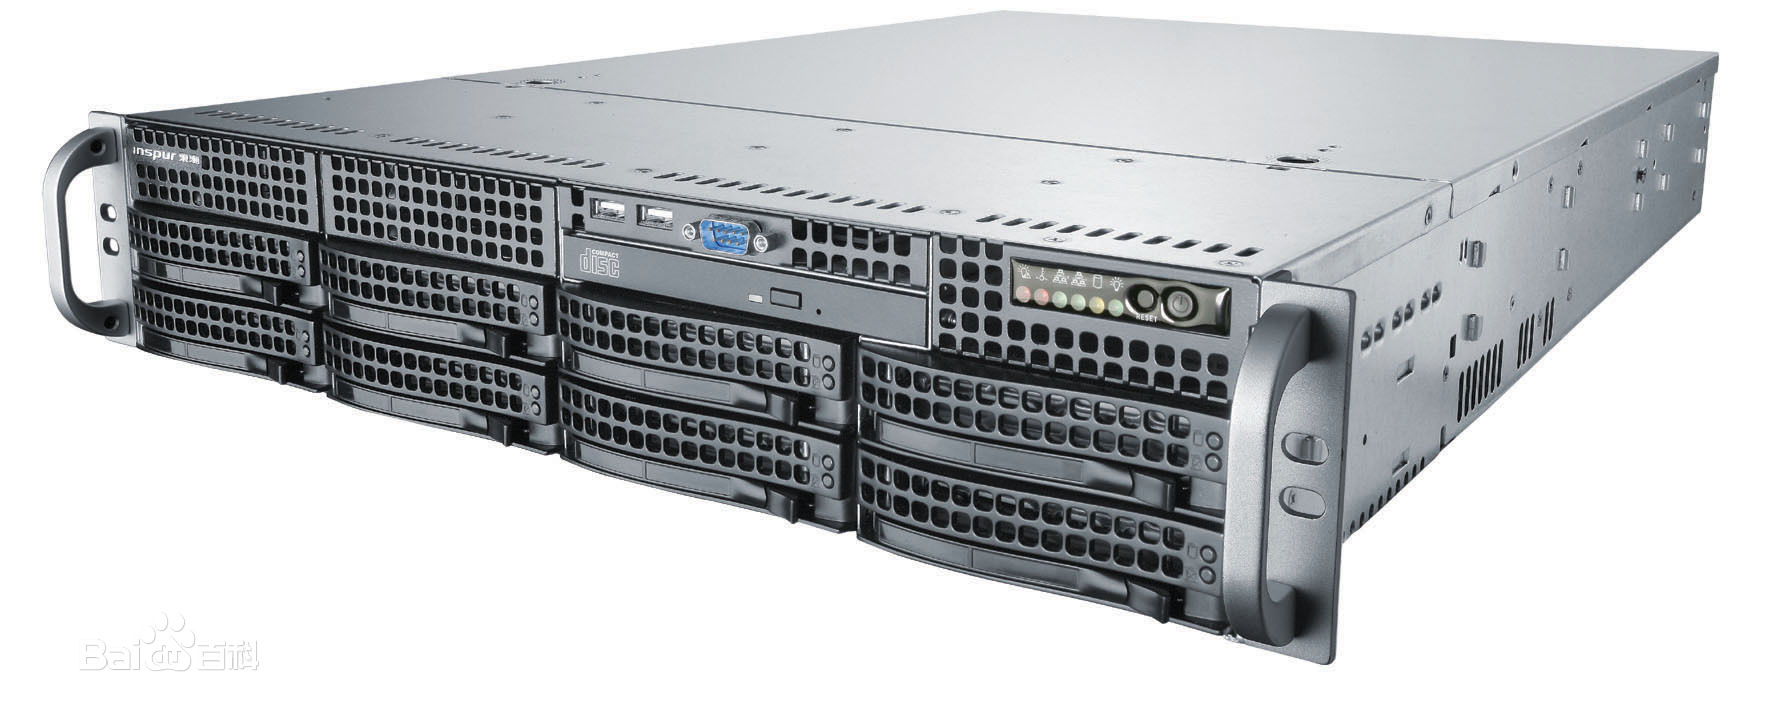 inspur 浪潮
COMPACT
disc
RESET
Bai百科